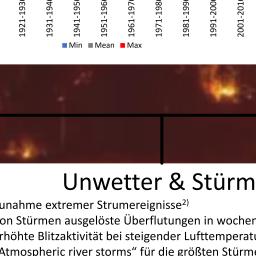 1921-1930 1931-1940 1941-1950 1951-1960 1961-1970 1971-1980 1981-1990 1991-2000 2001-2010
Min Mean Max
Unwetter & Stürm
unahme extremer Strumereignisse²⁾
on Stürmen ausgelöste Überflutungen in wochen
rhöhte Blitzaktivität bei steigender Lufttemperatu
Atmospheric river storms“ für die größten Stürme